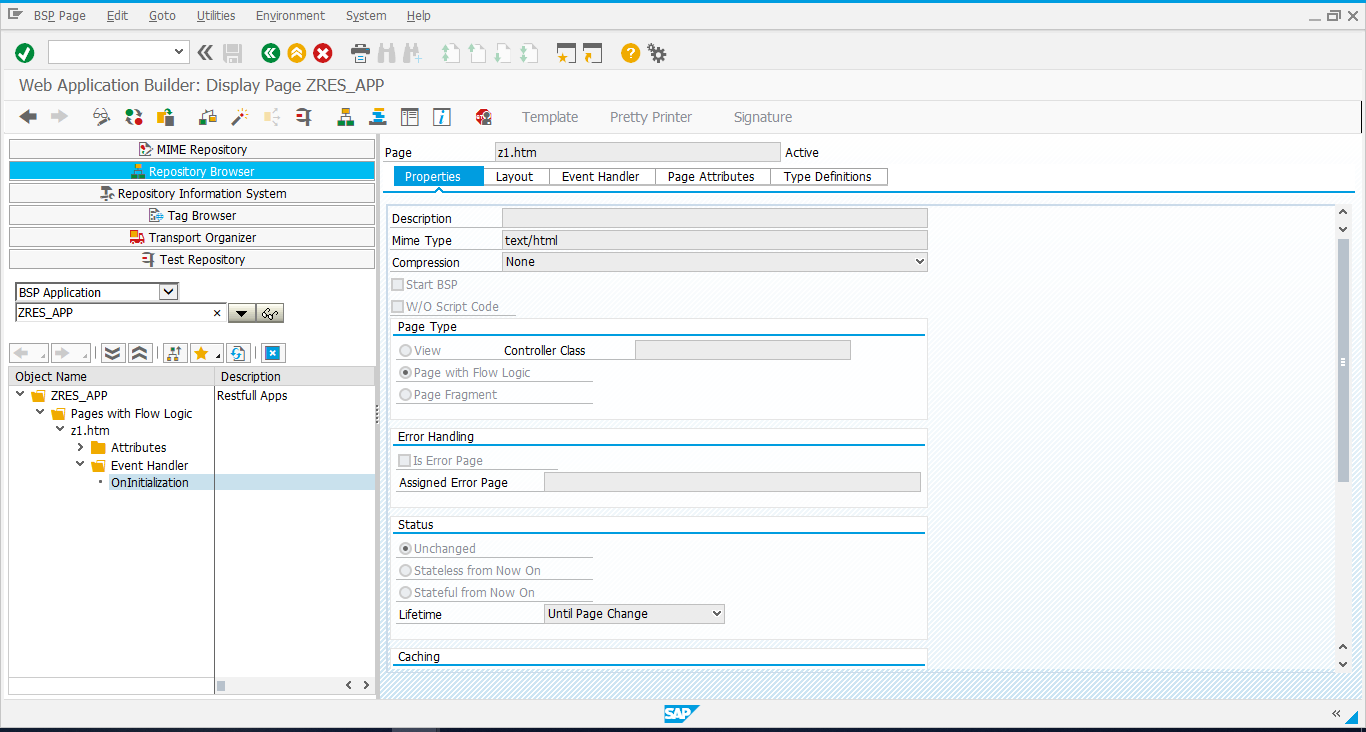 BSP Page Edit Goto Utilities Environment System Help
Web Application Builder: Display Page ZRES_APP
Template Pretty Printer Signature
MIME Repository
Repository Browser
Repository Information System
Tag Browser
Transport Organizer
Test Repository
BSP Application
ZRES_APP
Object Name Description
ZRES_APP Restfull Apps
Pages with Flow Logic
z1.htm
Attributes
Event Handler
OnInitialization
Page z1.htm Active
Properties Layout Event Handler Page Attributes Type Definitions
Description
Mime Type text/html
Compression None
Start BSP
W/O Script Code
Page Type
View Controller Class
Page with Flow Logic
Page Fragment
Error Handling
Is Error Page
Assigned Error Page
Status
Unchanged
Stateless from Now On
Stateful from Now On
Lifetime Until Page Change
Caching
SAP